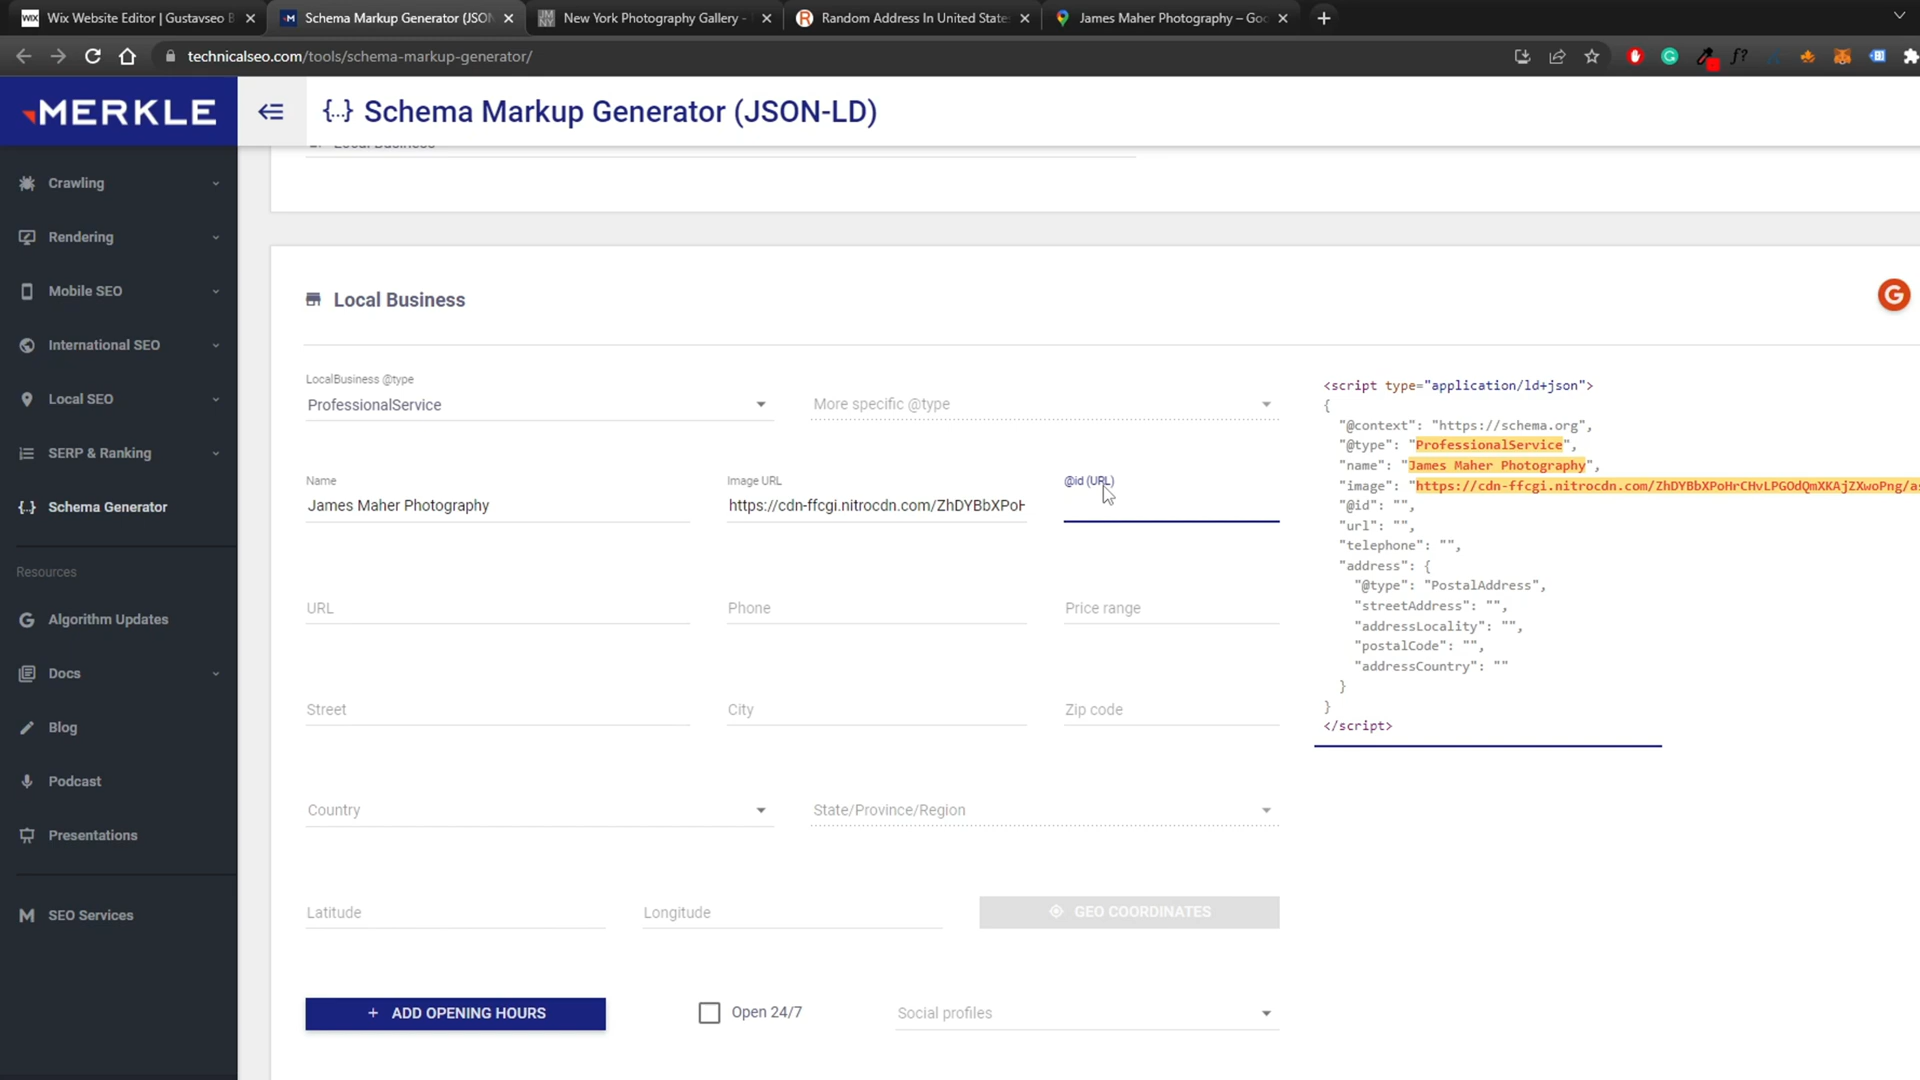 WIX Wix Website Editor | Gustavseo B
Schema Markup Generator (JSON
New York Photography Gallery -
Random Address In United State
James Maher Photography – Goo
technicalseo.com/tools/schema-markup-generator/
MERKLE
{...} Schema Markup Generator (JSON-LD)
Local Business
Crawling
Rendering
Mobile SEO
International SEO
Local SEO
SERP & Ranking
{...} Schema Generator
Resources
Algorithm Updates
Docs
Blog
Podcast
Presentations
SEO Services
Local Business
LocalBusiness @type
ProfessionalService
More specific @type
Name
James Maher Photography
Image URL
https://cdn-ffcgi.nitrocdn.com/ZhDYBbXPoH
@id (URL)
URL
Phone
Price range
Street
City
Zip code
Country
State/Province/Region
Latitude
Longitude
GEO COORDINATES
+ ADD OPENING HOURS
Open 24/7
Social profiles
<script type="application/ld+json">
{
"@context": "https://schema.org",
"@type": "ProfessionalService",
"name": "James Maher Photography",
"image": "https://cdn-ffcgi.nitrocdn.com/ZhDYBbXPoHrCHvLPGOdQmXKAjZXwoPng/as
"@id": "",
"url": "",
"telephone": "",
"address": {
"@type": "PostalAddress",
"streetAddress": "",
"addressLocality": "",
"postalCode": "",
"addressCountry": ""
}
}
</script>